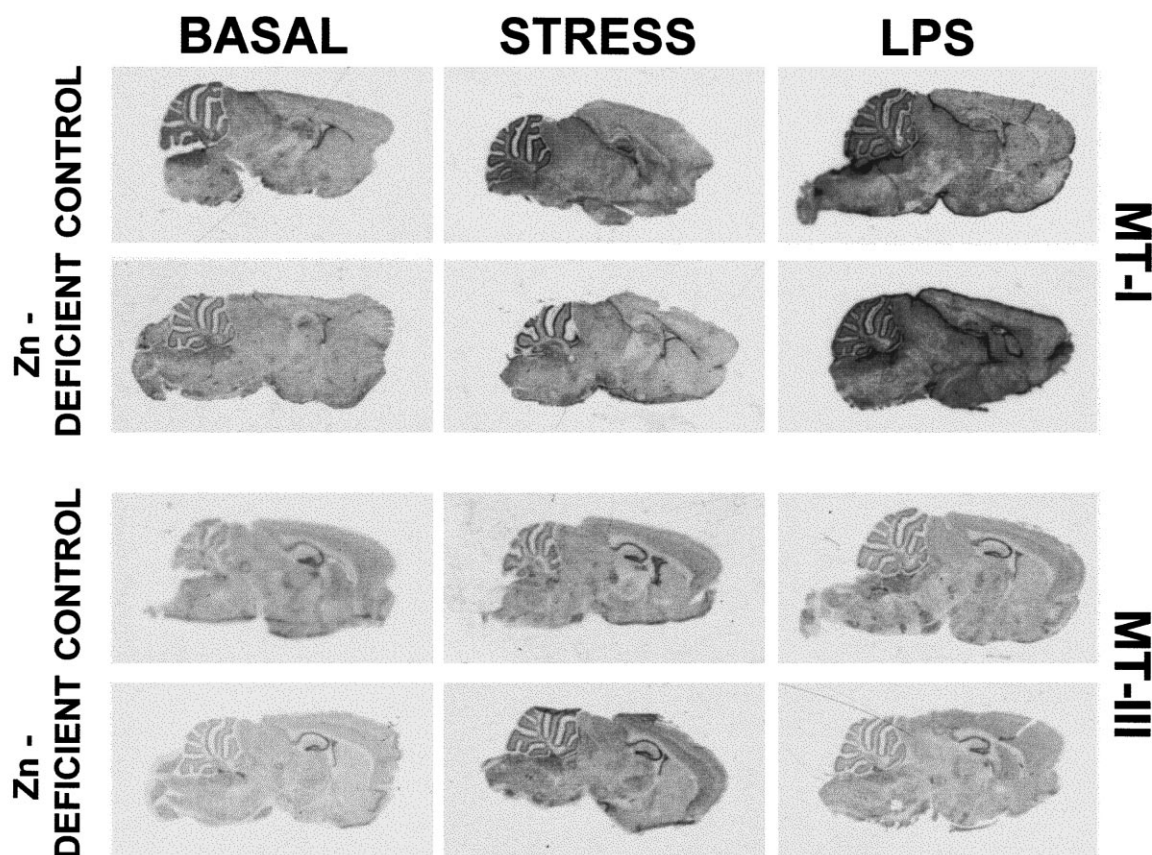 BASAL
STRESS
LPS
CONTROL
Zn -
DEFICIENT
MT-I
CONTROL
Zn -
DEFICIENT
MT-III